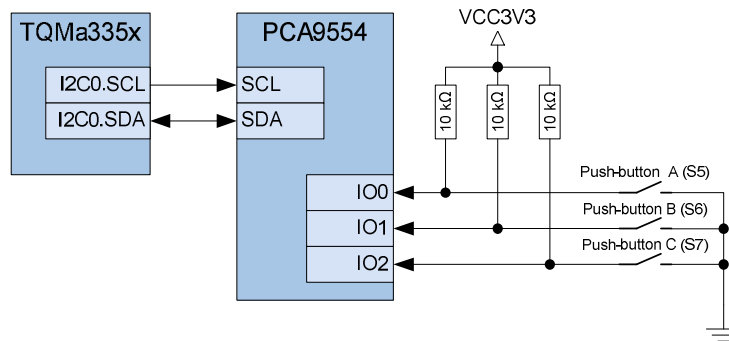 TQMa335x
PCA9554
VCC3V3
I2C0.SCL
SCL
I2C0.SDA
SDA
10 kΩ
10 kΩ
10 kΩ
IO0
Push-button A (S5)
IO1
Push-button B (S6)
IO2
Push-button C (S7)